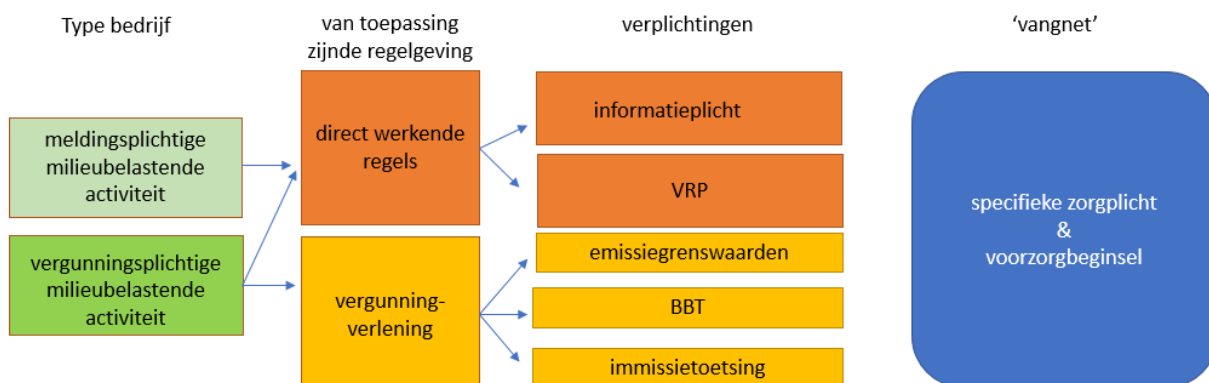 Type bedrijf
van toepassing
zijnde regelgeving
verplichtingen
‘vangnet’
meldingsplichtige
milieubelastende
activiteit
vergunningsplichtige
milieubelastende
activiteit
direct werkende
regels
vergunning-
verlening
informatieplicht
VRP
emissiegrenswaarden
BBT
immissietoetsing
specifieke zorgplicht
&
voorzorgbeginsel